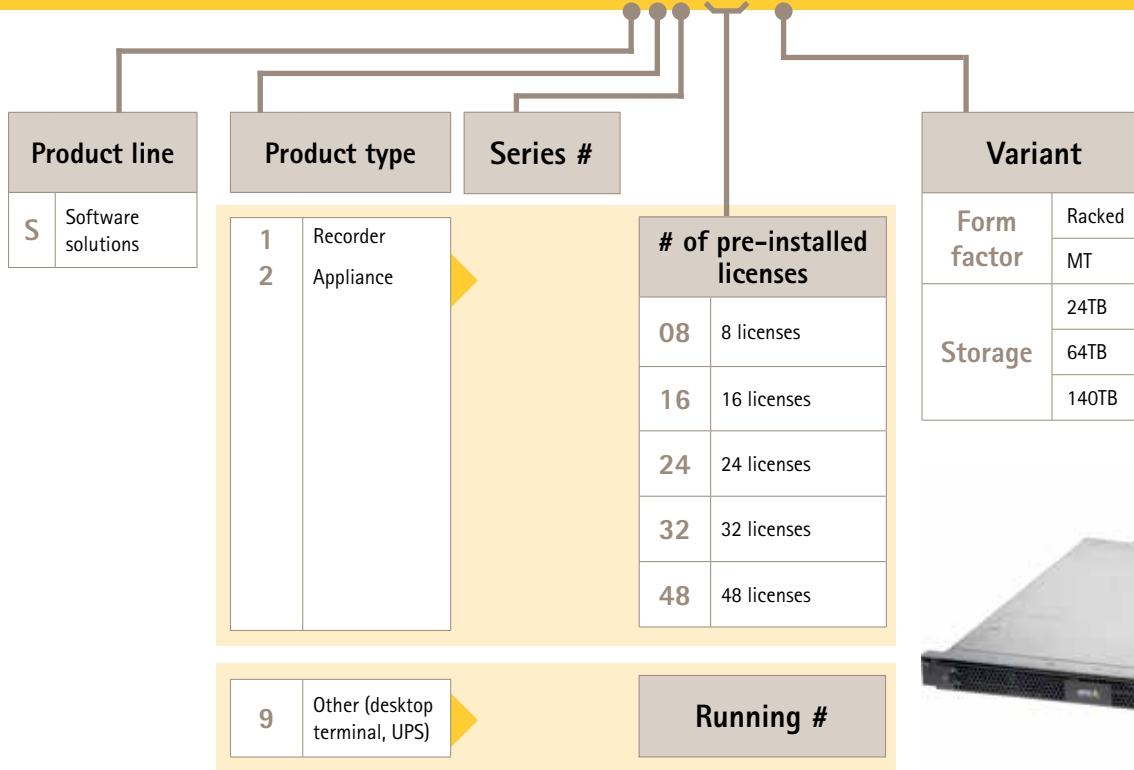 Product line
S
Software
solutions
Product type
Series #
1
Recorder
2
Appliance
# of pre-installed
licenses
08
8 licenses
16
16 licenses
24
24 licenses
32
32 licenses
48
48 licenses
9
Other (desktop
terminal, UPS)
Running #
Variant
Form
factor
Racked
MT
Storage
24TB
64TB
140TB